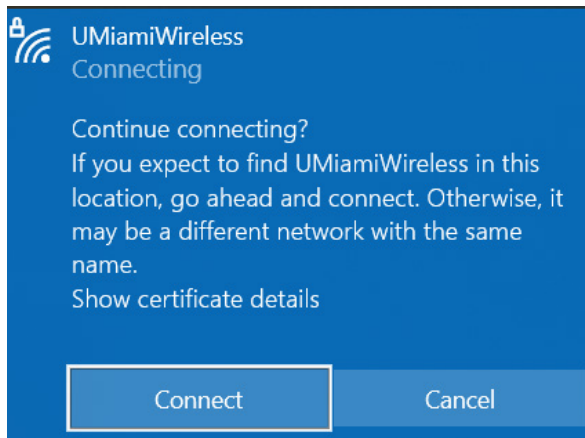 UMiamiWireless
Connecting
Continue connecting?
If you expect to find UMiamiWireless in this
location, go ahead and connect. Otherwise, it
may be a different network with the same
name.
Show certificate details
Connect
Cancel